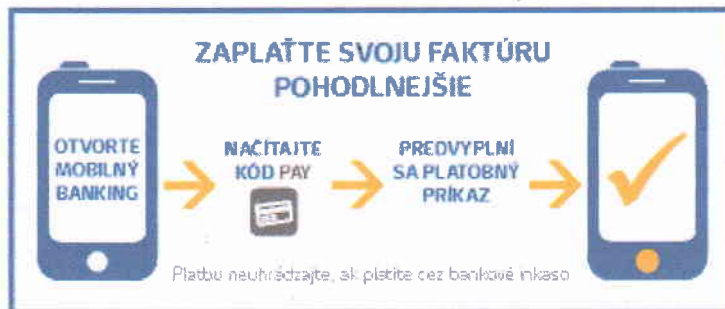 ZAPLAŤTE SVOJU FAKTÚRU
POHODLNEJŠIE
OTVORTE
MOBILNÝ
BANKING
NAČÍTAJTE
KÓD PAY
PREDVYPLNÍ
SA PLATOBNÝ
PRÍKAZ
Platbu neuhrádzajte, ak platíte cez bankové inkaso